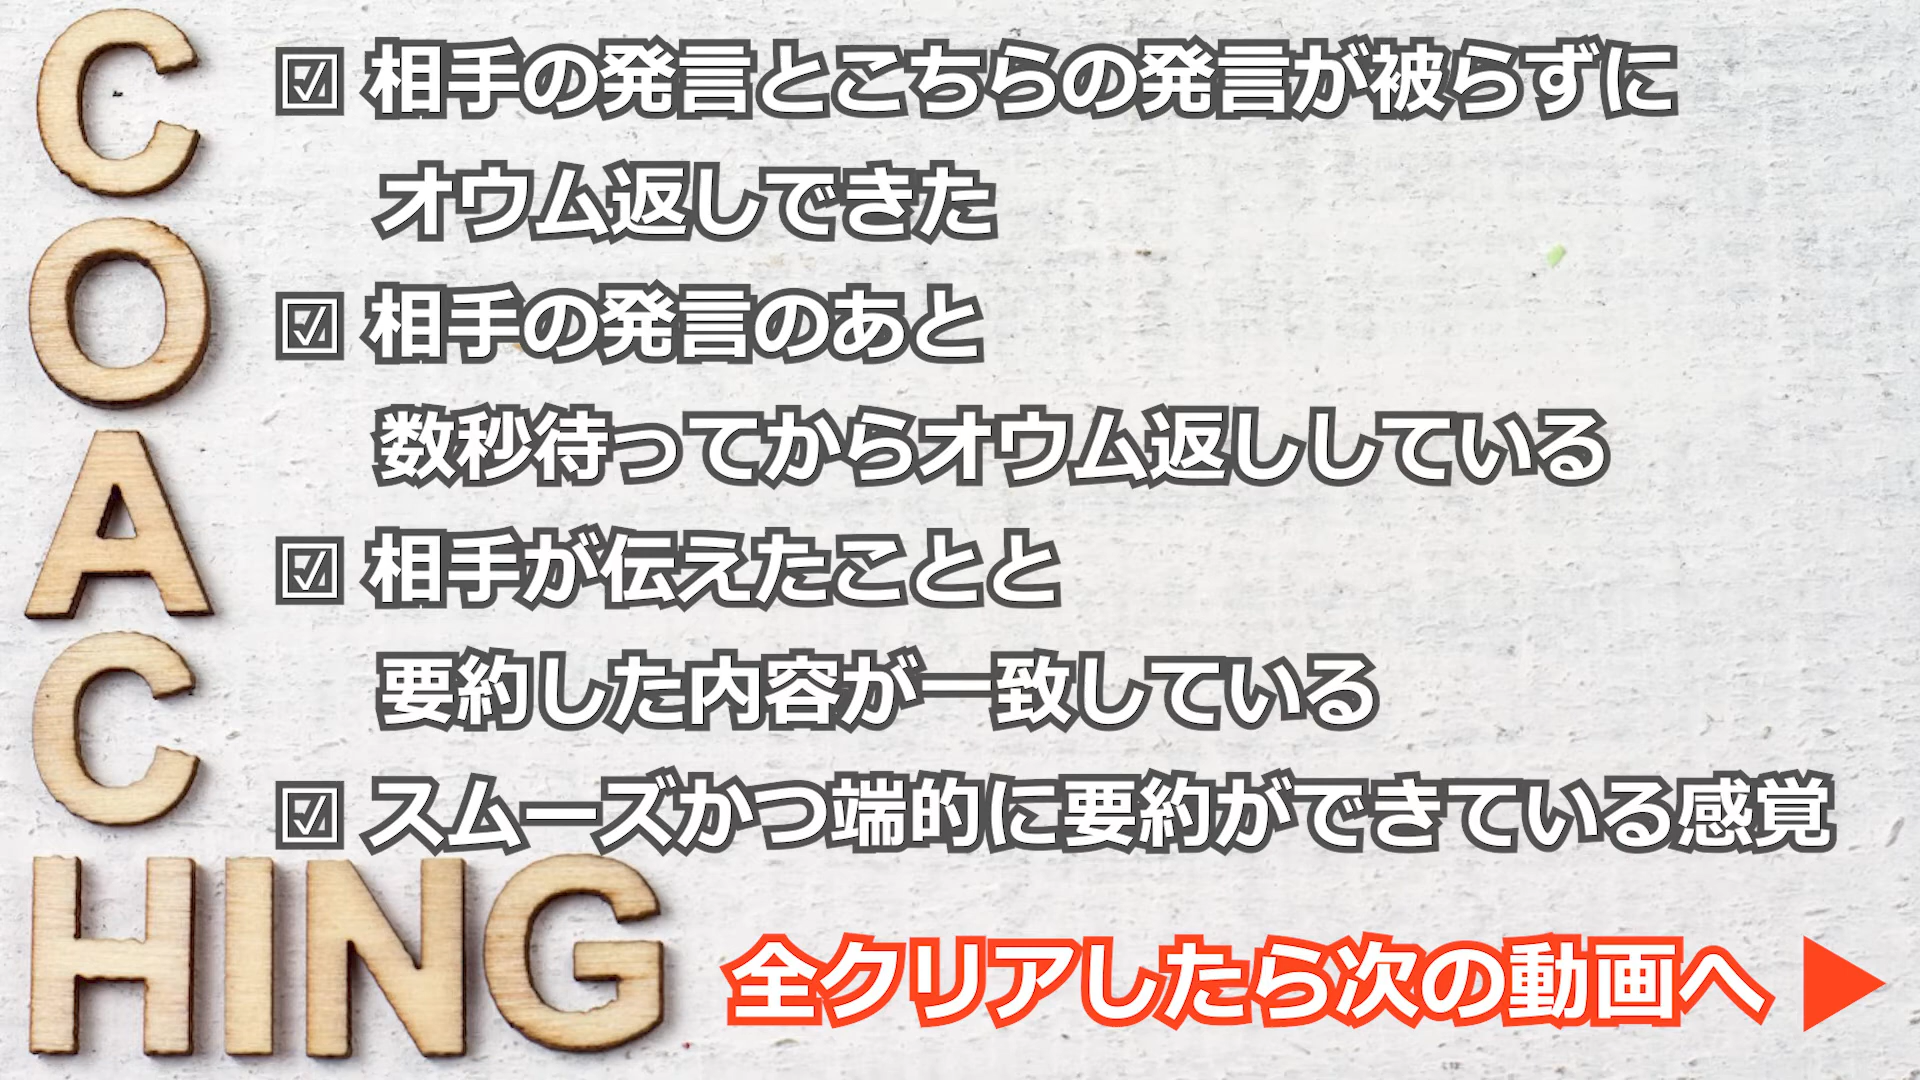 COACHING
☑ 相手の発言とこちらの発言が被らずに
オウム返しできた
☑ 相手の発言のあと
数秒待ってからオウム返ししている
☑ 相手が伝えたことと
要約した内容が一致している
☑ スムーズかつ端的に要約ができている感覚
全クリアしたら次の動画へ ▶